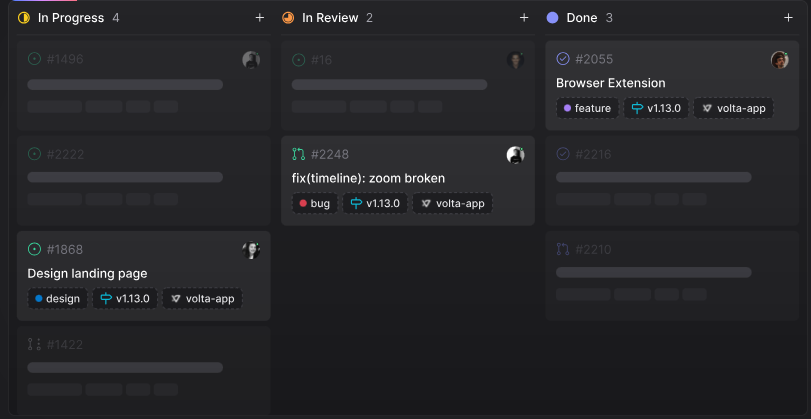 In Progress 4 +
#1496
#2222
#1868
Design landing page
design v1.13.0 volta-app
#1422
In Review 2 +
#16
#2248
fix(timeline): zoom broken
bug v1.13.0 volta-app
Done 3 +
#2055
Browser Extension
feature v1.13.0 volta-app
#2216
#2210